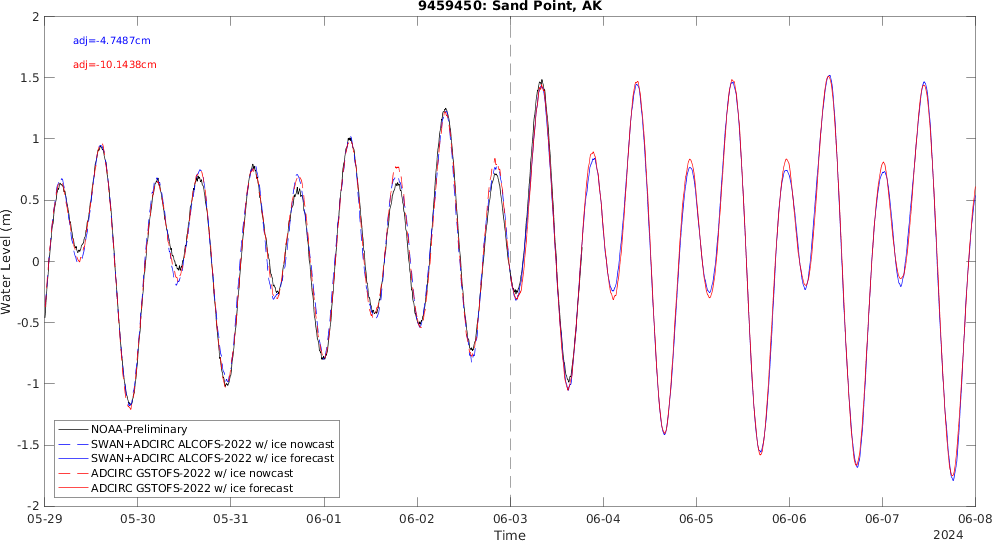 9459450: Sand Point, AK
adj=-4.7487cm
adj=-10.1438cm
2
1.5
1
0.5
0
-0.5
-1
-1.5
-2
Water Level (m)
NOAA-Preliminary
SWAN+ADCIRC ALCOFS-2022 w/ ice nowcast
SWAN+ADCIRC ALCOFS-2022 w/ ice forecast
ADCIRC GSTOFS-2022 w/ ice nowcast
ADCIRC GSTOFS-2022 w/ ice forecast
05-29 05-30 05-31 06-01 06-02 06-03 06-04 06-05 06-06 06-07 06-08
Time
2024